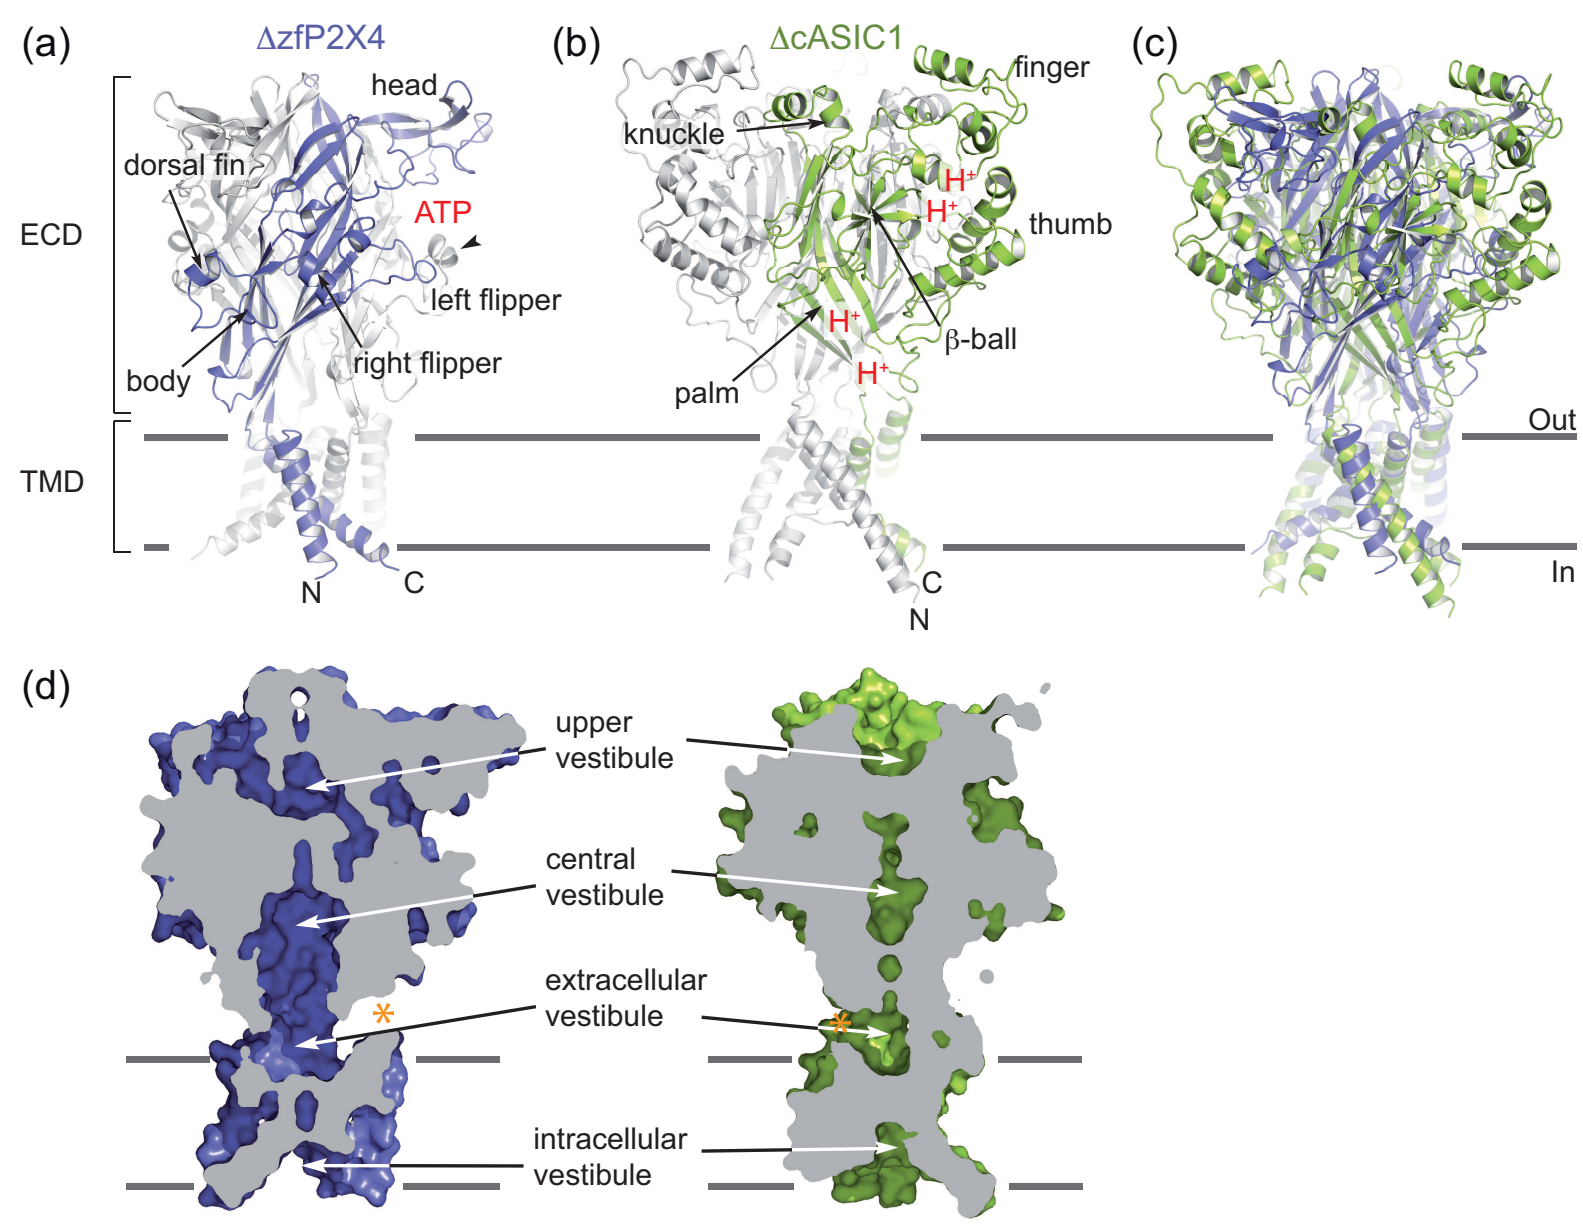 (a)
ΔzfP2X4
(b)
ΔcASIC1
(c)
head
finger
knuckle
dorsal fin
H⁺
ATP
H⁺
thumb
ECD
left flipper
H⁺
β-ball
right flipper
body
H⁺
palm
Out
TMD
In
C
C
N
N
(d)
upper
vestibule
central
vestibule
extracellular
vestibule
*
*
intracellular
vestibule